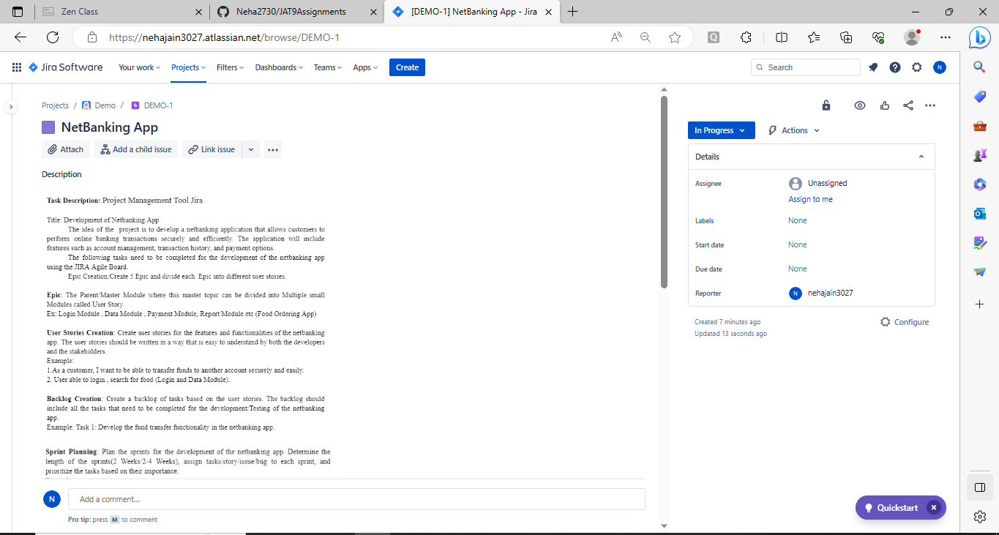 Zen Class
Neha2730/JAT9Assignments
[DEMO-1] NetBanking App - Jira
https://nehajain3027.atlassian.net/browse/DEMO-1
Jira Software
Your work
Projects
Filters
Dashboards
Teams
Apps
Create
Search
N
Projects / Demo / DEMO-1
NetBanking App
Attach
Add a child issue
Link issue
Description
Task Description: Project Management Tool Jira
Title: Development of Netbanking App
The idea of the project is to develop a netbanking application that allows customers to
perform online banking transactions securely and efficiently. The application will include
features such as account management, transaction history, and payment options.
The following tasks need to be completed for the development of the netbanking app
using the JIRA Agile Board.
Epic Creation:Create 5 Epic and divide each Epic into different user stories.
Epic: The Parent/Master Module where this master topic can be divided into Multiple small
Modules called User Story.
Ex: Login Module , Data Module , Payment Module, Report Module.etc (Food Ordering App)
User Stories Creation: Create user stories for the features and functionalities of the netbanking
app. The user stories should be written in a way that is easy to understand by both the developers
and the stakeholders.
Example:
1.As a customer, I want to be able to transfer funds to another account securely and easily.
2. User able to login , search for food (Login and Data Module).
Backlog Creation: Create a backlog of tasks based on the user stories. The backlog should
include all the tasks that need to be completed for the development/Testing of the netbanking
app.
Example: Task 1: Develop the fund transfer functionality in the netbanking app.
Sprint Planning: Plan the sprints for the development of the netbanking app. Determine the
length of the sprints(2 Weeks/2-4 Weeks), assign tasks/story/issue/bug to each sprint, and
prioritize the tasks based on their importance.
N
Add a comment...
Pro tip: press M to comment
In Progress
Actions
Details
Assignee
Unassigned
Assign to me
Labels
None
Start date
None
Due date
None
Reporter
N
nehajain3027
Created 7 minutes ago
Updated 13 seconds ago
Configure
Quickstart